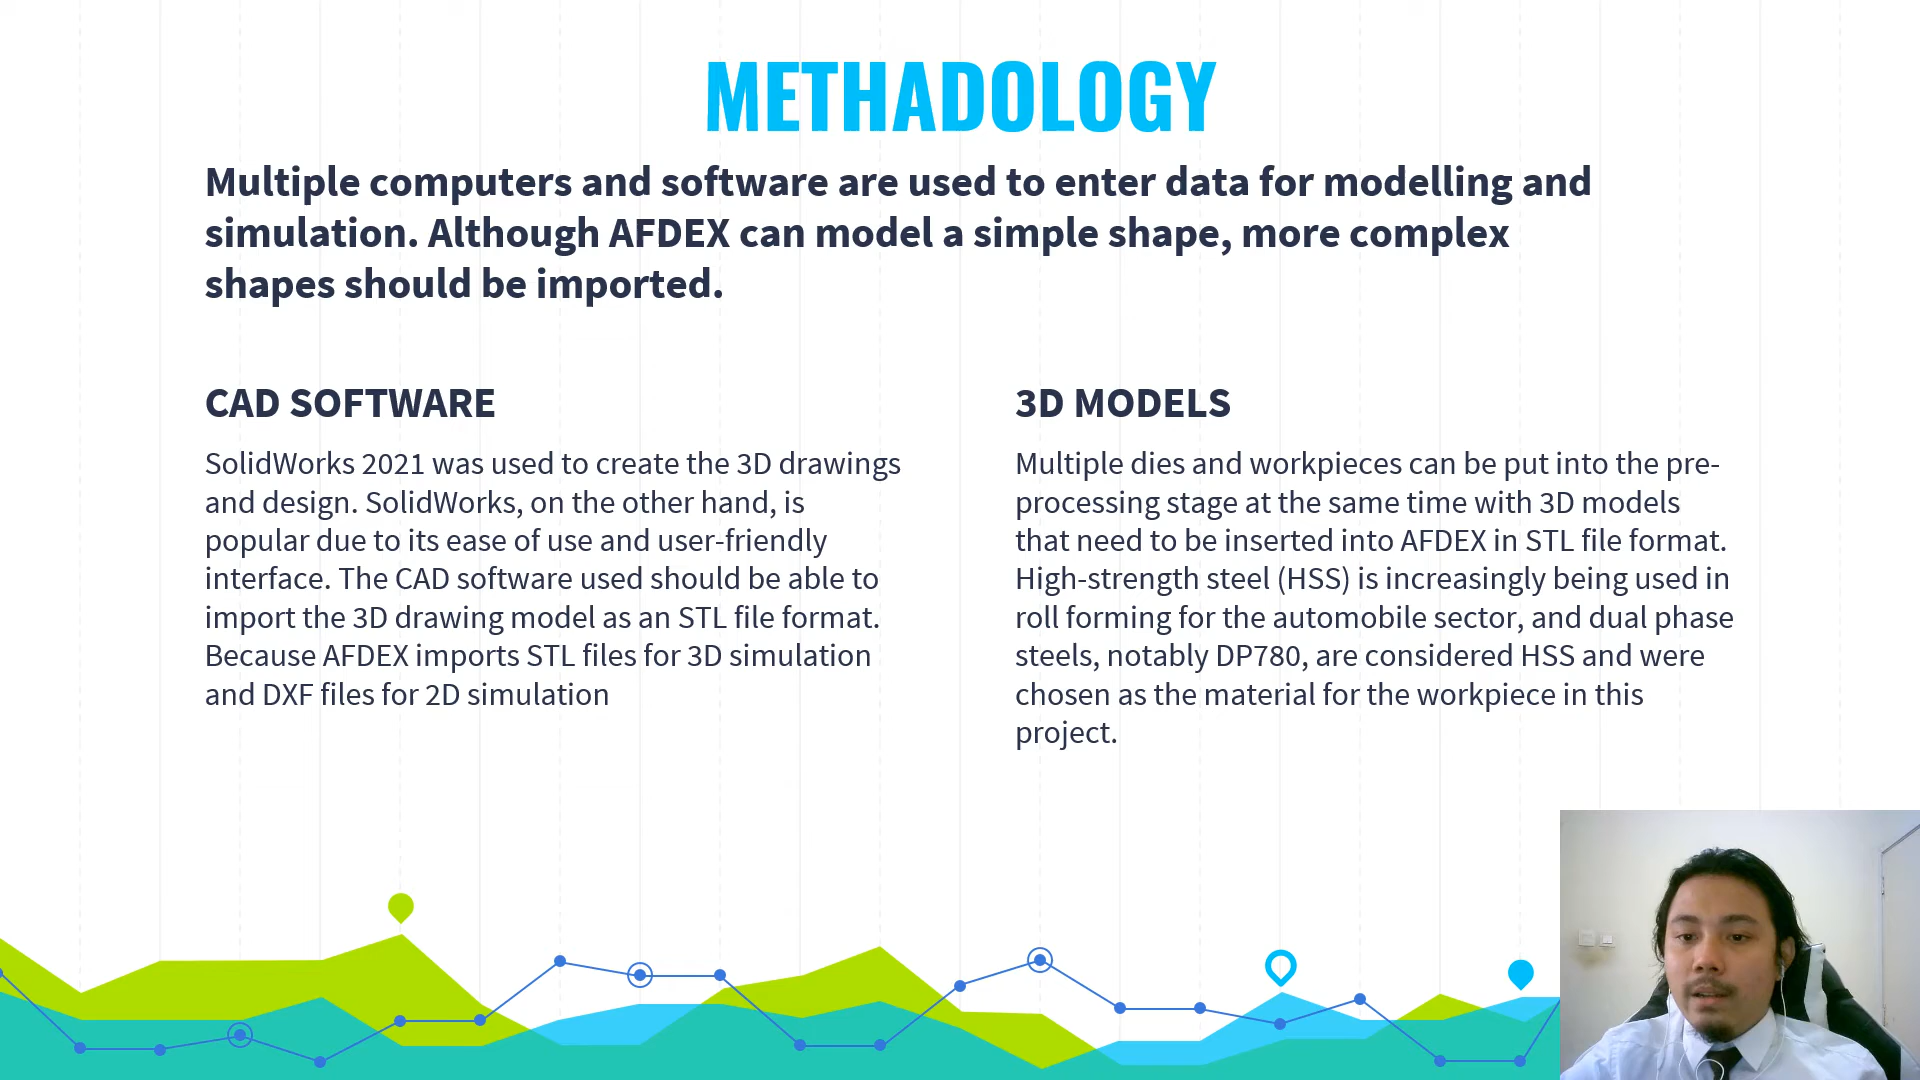 METHADOLOGY
Multiple computers and software are used to enter data for modelling and
simulation. Although AFDEX can model a simple shape, more complex
shapes should be imported.
CAD SOFTWARE
SolidWorks 2021 was used to create the 3D drawings
and design. SolidWorks, on the other hand, is
popular due to its ease of use and user-friendly
interface. The CAD software used should be able to
import the 3D drawing model as an STL file format.
Because AFDEX imports STL files for 3D simulation
and DXF files for 2D simulation
3D MODELS
Multiple dies and workpieces can be put into the pre-
processing stage at the same time with 3D models
that need to be inserted into AFDEX in STL file format.
High-strength steel (HSS) is increasingly being used in
roll forming for the automobile sector, and dual phase
steels, notably DP780, are considered HSS and were
chosen as the material for the workpiece in this
project.